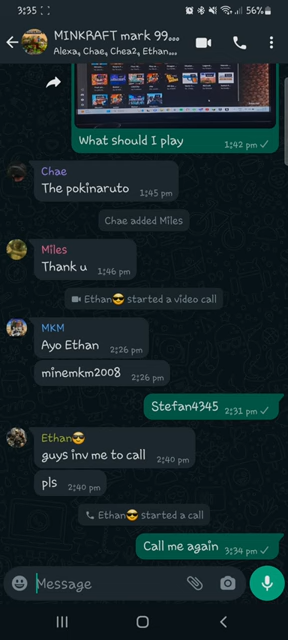 3:35
56%
MINKRAFT mark 99...
Alexa, Chae, Chea2, Ethan...
What should I play
1:42 pm
Chae
The pokinaruto
1:45 pm
Chae added Miles
Miles
Thank u
1:46 pm
Ethan😎 started a video call
MKM
Ayo Ethan
2:26 pm
minemkm2008
2:26 pm
Stefan4345
2:31 pm
Ethan😎
guys inv me to call
2:40 pm
pls
2:40 pm
Ethan😎 started a call
Call me again
3:34 pm
Message